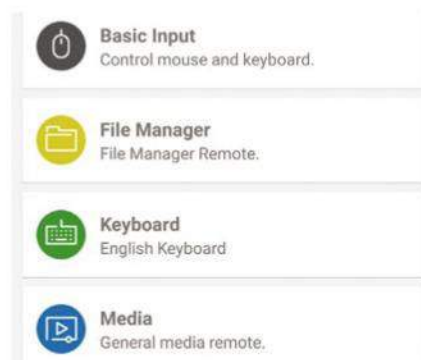 Basic Input
Control mouse and keyboard.
File Manager
File Manager Remote.
Keyboard
English Keyboard
Media
General media remote.